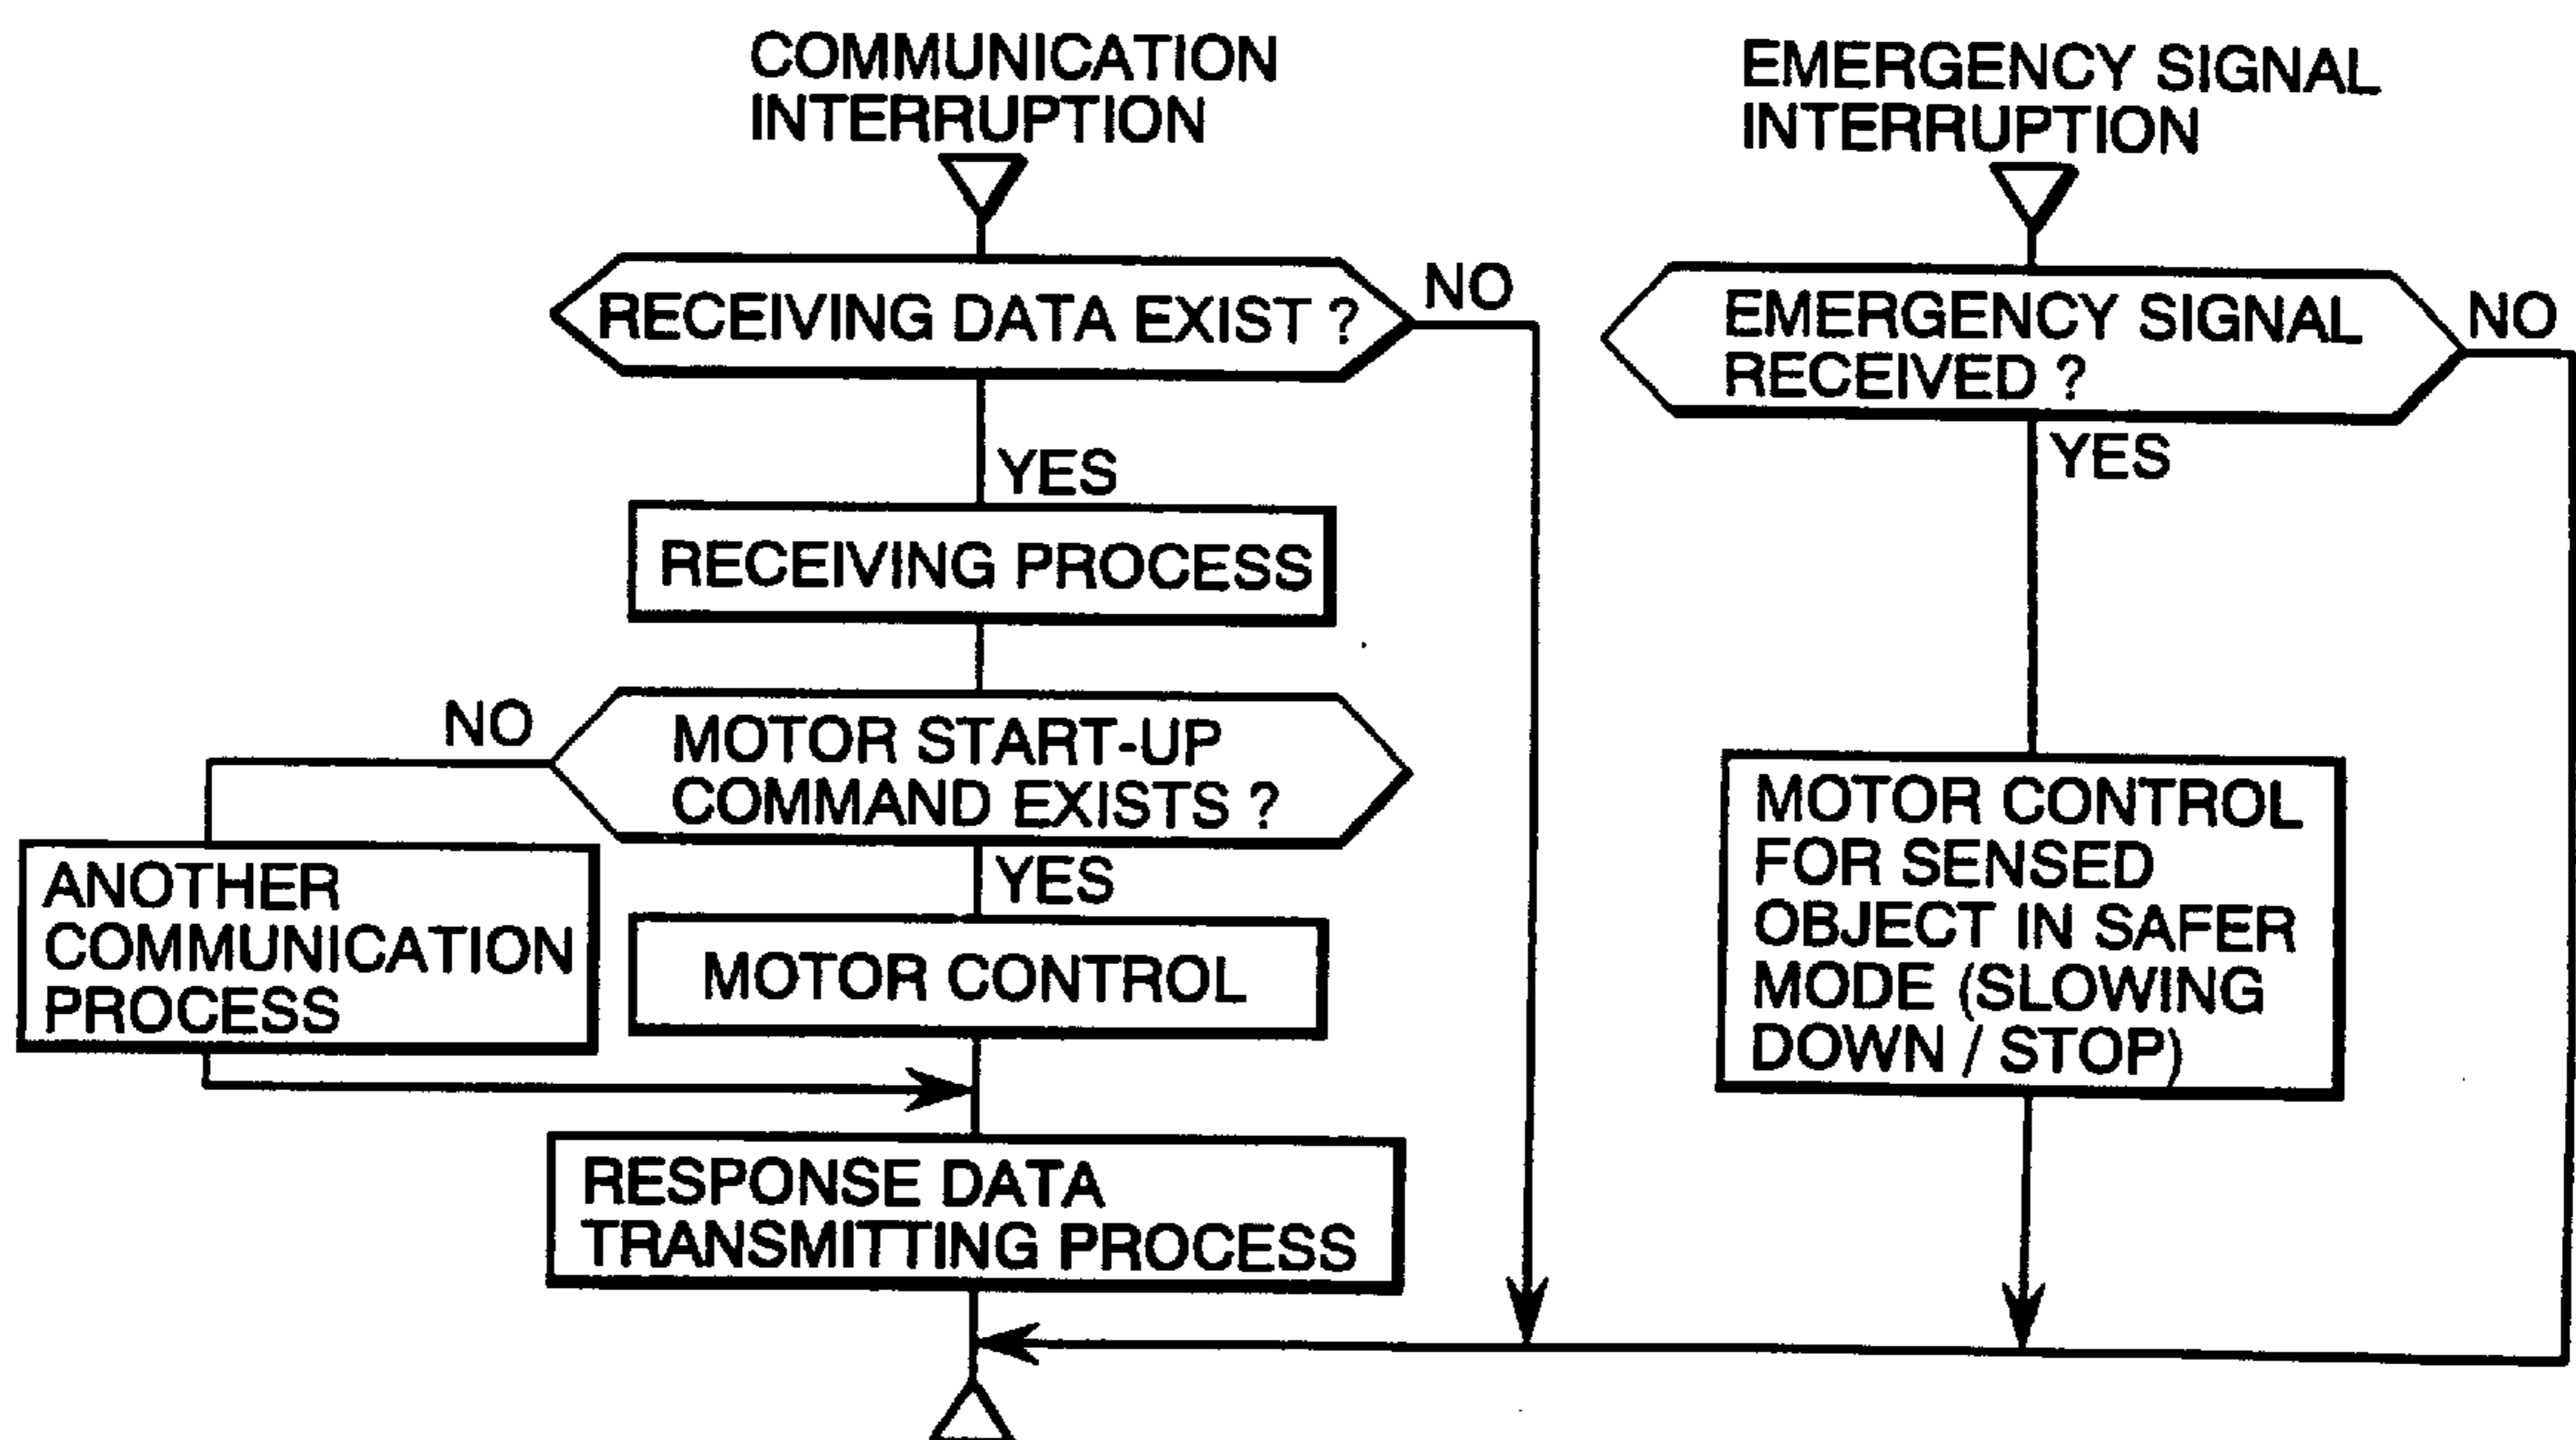 COMMUNICATION
INTERRUPTION
RECEIVING DATA EXIST ?
NO
YES
RECEIVING PROCESS
NO
MOTOR START-UP
COMMAND EXISTS ?
YES
ANOTHER
COMMUNICATION
PROCESS
MOTOR CONTROL
RESPONSE DATA
TRANSMITTING PROCESS
EMERGENCY SIGNAL
INTERRUPTION
EMERGENCY SIGNAL
RECEIVED ?
NO
YES
MOTOR CONTROL
FOR SENSED
OBJECT IN SAFER
MODE (SLOWING
DOWN / STOP)